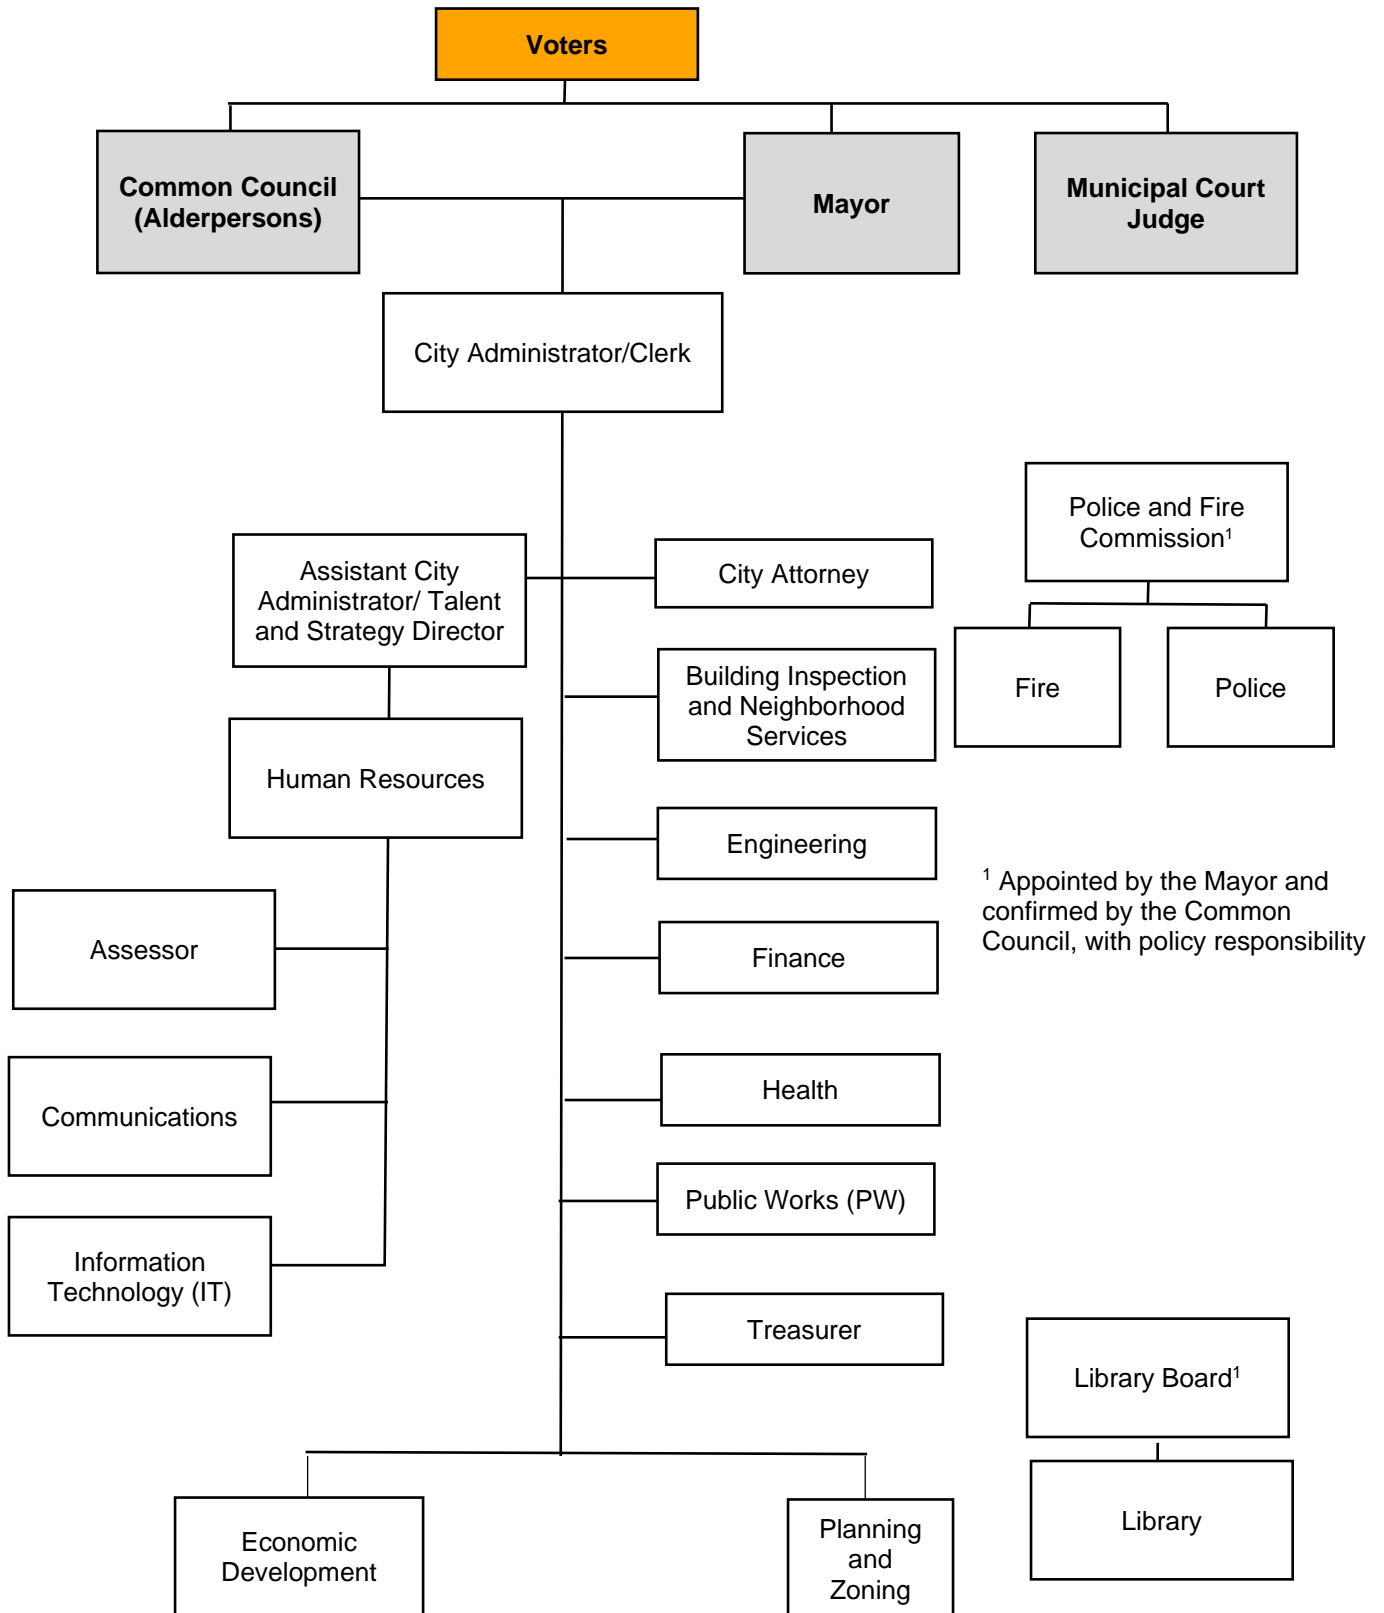 Voters
Common Council
(Alderpersons)
Mayor
Municipal Court
Judge
City Administrator/Clerk
Police and Fire
Commission¹
Assistant City
Administrator/ Talent
and Strategy Director
City Attorney
Fire
Police
Building Inspection
and Neighborhood
Services
Human Resources
Engineering
¹ Appointed by the Mayor and
confirmed by the Common
Council, with policy responsibility
Assessor
Finance
Communications
Health
Public Works (PW)
Information
Technology (IT)
Treasurer
Library Board¹
Library
Economic
Development
Planning
and
Zoning